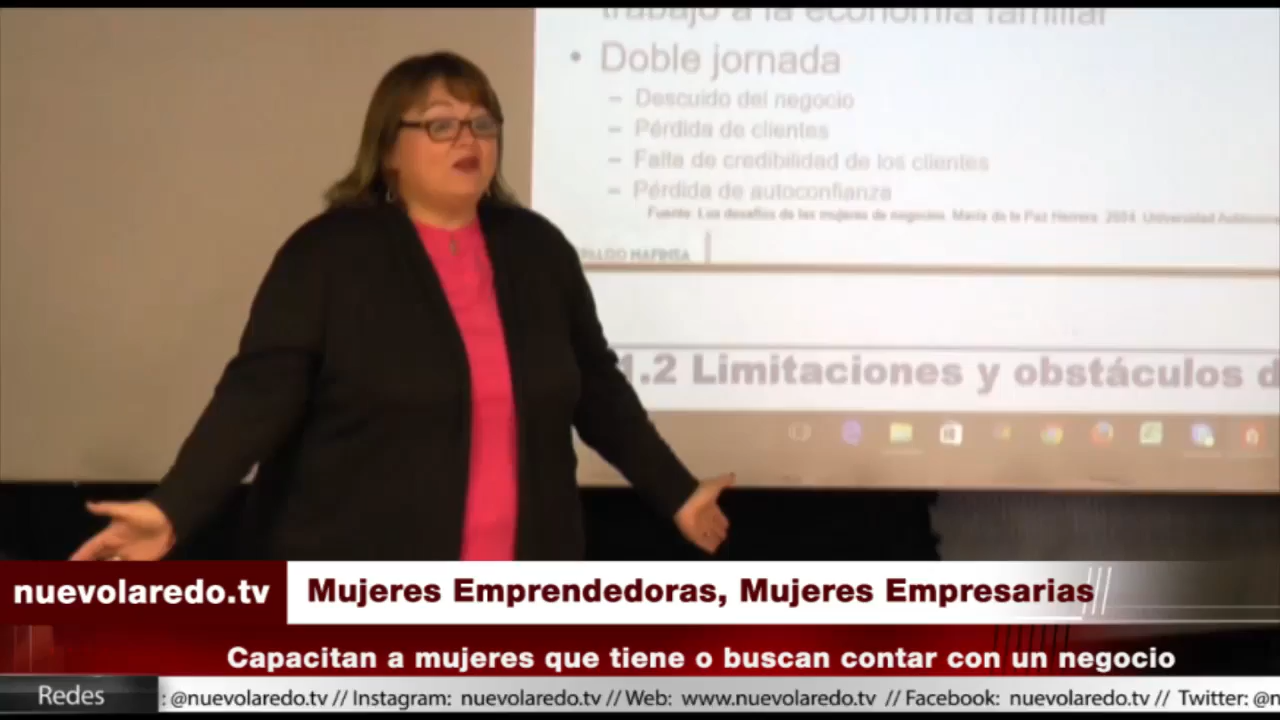 trabajo a la economía familiar
• Doble jornada
– Descuido del negocio
– Pérdida de clientes
– Falta de credibilidad de los clientes
– Pérdida de autoconfianza
Fuente: Los desafíos de las mujeres de negocios. María de la Paz Herrera. 2004. Universidad Autónoma
1.2 Limitaciones y obstáculos d
nuevolaredo.tv
Mujeres Emprendedoras, Mujeres Empresarias
Capacitan a mujeres que tiene o buscan contar con un negocio
Redes
: @nuevolaredo.tv // Instagram: nuevolaredo.tv // Web: www.nuevolaredo.tv // Facebook: nuevolaredo.tv // Twitter: @n